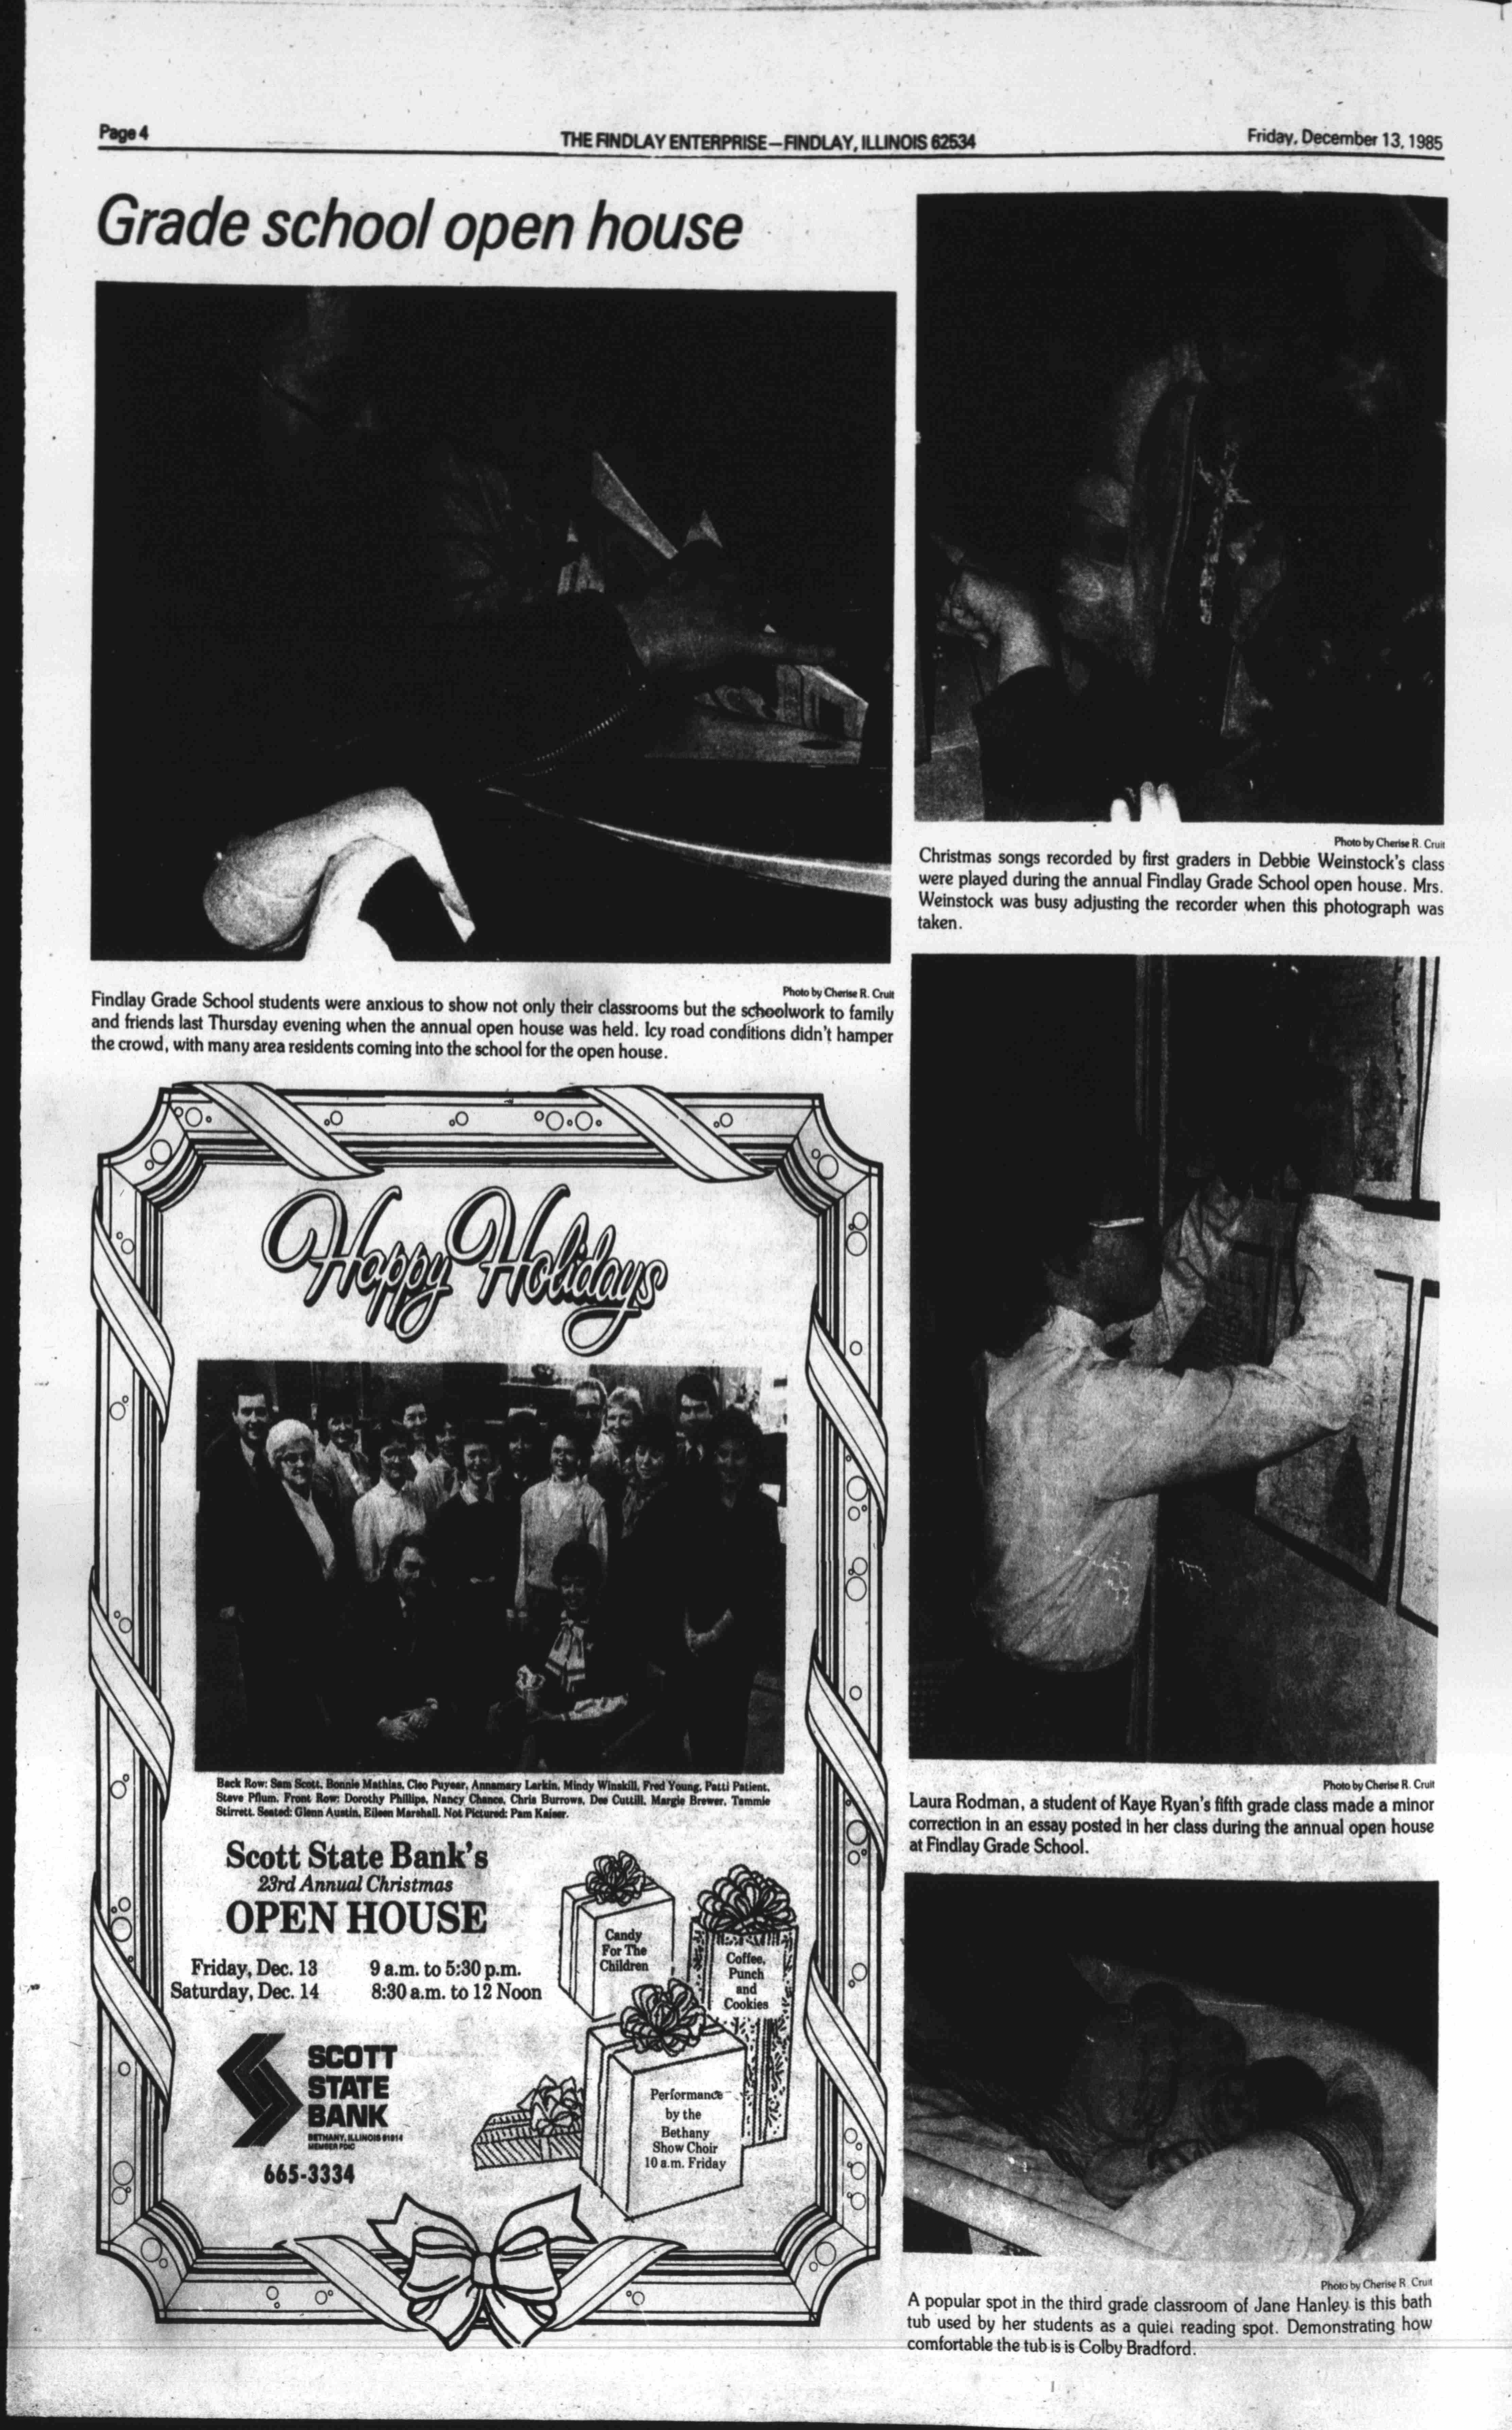 Page 4
THE FINDLAY ENTERPRISE—FINDLAY, ILLINOIS 62534
Friday, December 13, 1985
Grade school open house
Photo by Cherise R. Cruit
Findlay Grade School students were anxious to show not only their classrooms but the schoolwork to family
and friends last Thursday evening when the annual open house was held. Icy road conditions didn't hamper
the crowd, with many area residents coming into the school for the open house.
Happy Holidays
Back Row: Sam Scott, Bonnie Mathias, Cleo Puyear, Annamary Larkin, Mindy Winskill, Fred Young, Patti Patient,
Steve Pflum. Front Row: Dorothy Phillips, Nancy Chance, Chris Burrows, Dee Cuttill, Margie Brewer, Tammie
Stirrett. Seated: Glenn Austin, Eileen Marshall. Not Pictured: Pam Kaiser.
Scott State Bank's
23rd Annual Christmas
OPEN HOUSE
Friday, Dec. 13 9 a.m. to 5:30 p.m.
Saturday, Dec. 14 8:30 a.m. to 12 Noon
Candy
For The
Children
Coffee,
Punch
and
Cookies
Performance
by the
Bethany
Show Choir
10 a.m. Friday
SCOTT
STATE
BANK
BETHANY, ILLINOIS 61914
MEMBER FDIC
665-3334
Photo by Cherise R. Cruit
Christmas songs recorded by first graders in Debbie Weinstock's class
were played during the annual Findlay Grade School open house. Mrs.
Weinstock was busy adjusting the recorder when this photograph was
taken.
Photo by Cherise R. Cruit
Laura Rodman, a student of Kaye Ryan's fifth grade class made a minor
correction in an essay posted in her class during the annual open house
at Findlay Grade School.
Photo by Cherise R. Cruit
A popular spot in the third grade classroom of Jane Hanley is this bath
tub used by her students as a quiet reading spot. Demonstrating how
comfortable the tub is is Colby Bradford.